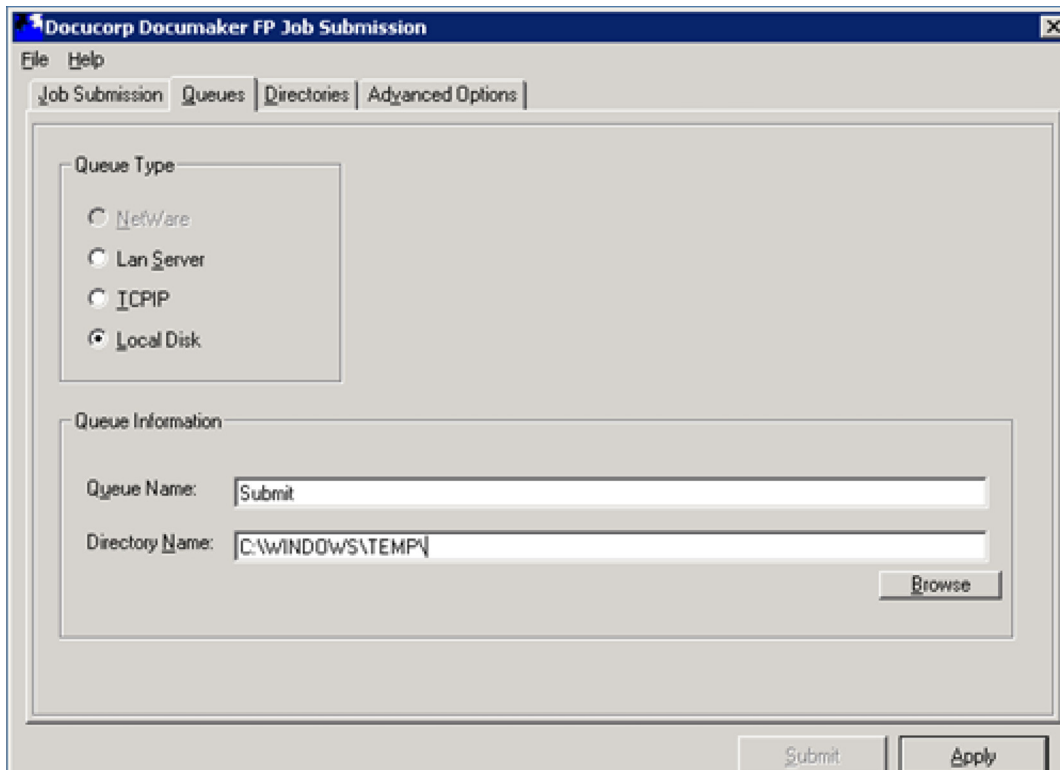 Docucorp Documaker FP Job Submission
File Help
Job Submission Queues Directories Advanced Options
Queue Type
NetWare
Lan Server
TCPIP
Local Disk
Queue Information
Queue Name: Submit
Directory Name: C:\WINDOWS\TEMP\
Browse
Submit Apply